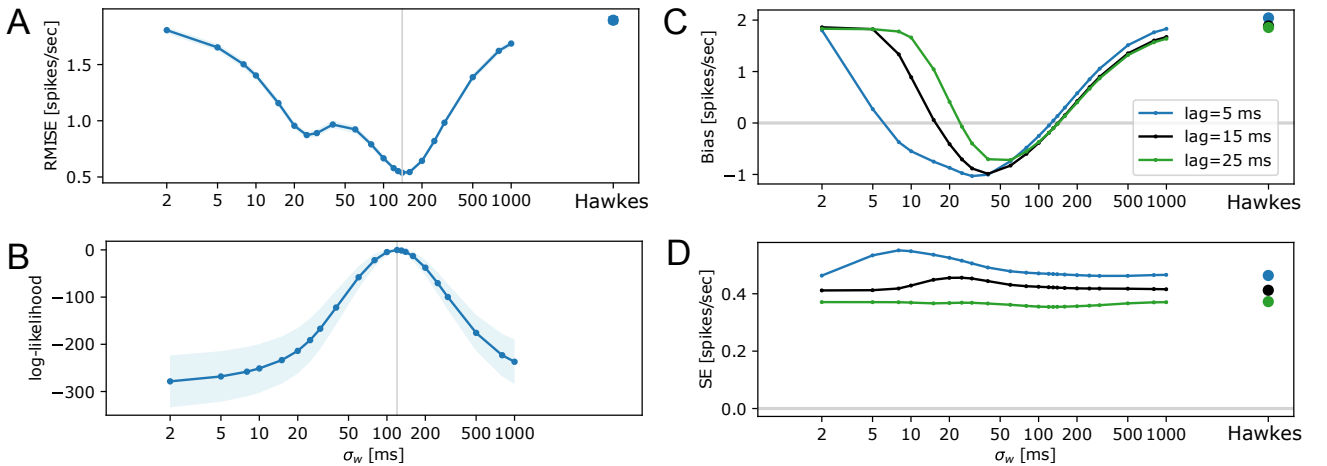 A
RMISE [spikes/sec]
1.5
1.0
0.5
2 5 10 20 50 100 200 500 1000 Hawkes
B
log-likelihood
0
−100
−200
−300
2 5 10 20 50 100 200 500 1000
σw [ms]
C
Bias [spikes/sec]
2
1
0
−1
lag=5 ms
lag=15 ms
lag=25 ms
2 5 10 20 50 100 200 500 1000 Hawkes
D
SE [spikes/sec]
0.4
0.2
0.0
2 5 10 20 50 100 200 500 1000 Hawkes
σw [ms]